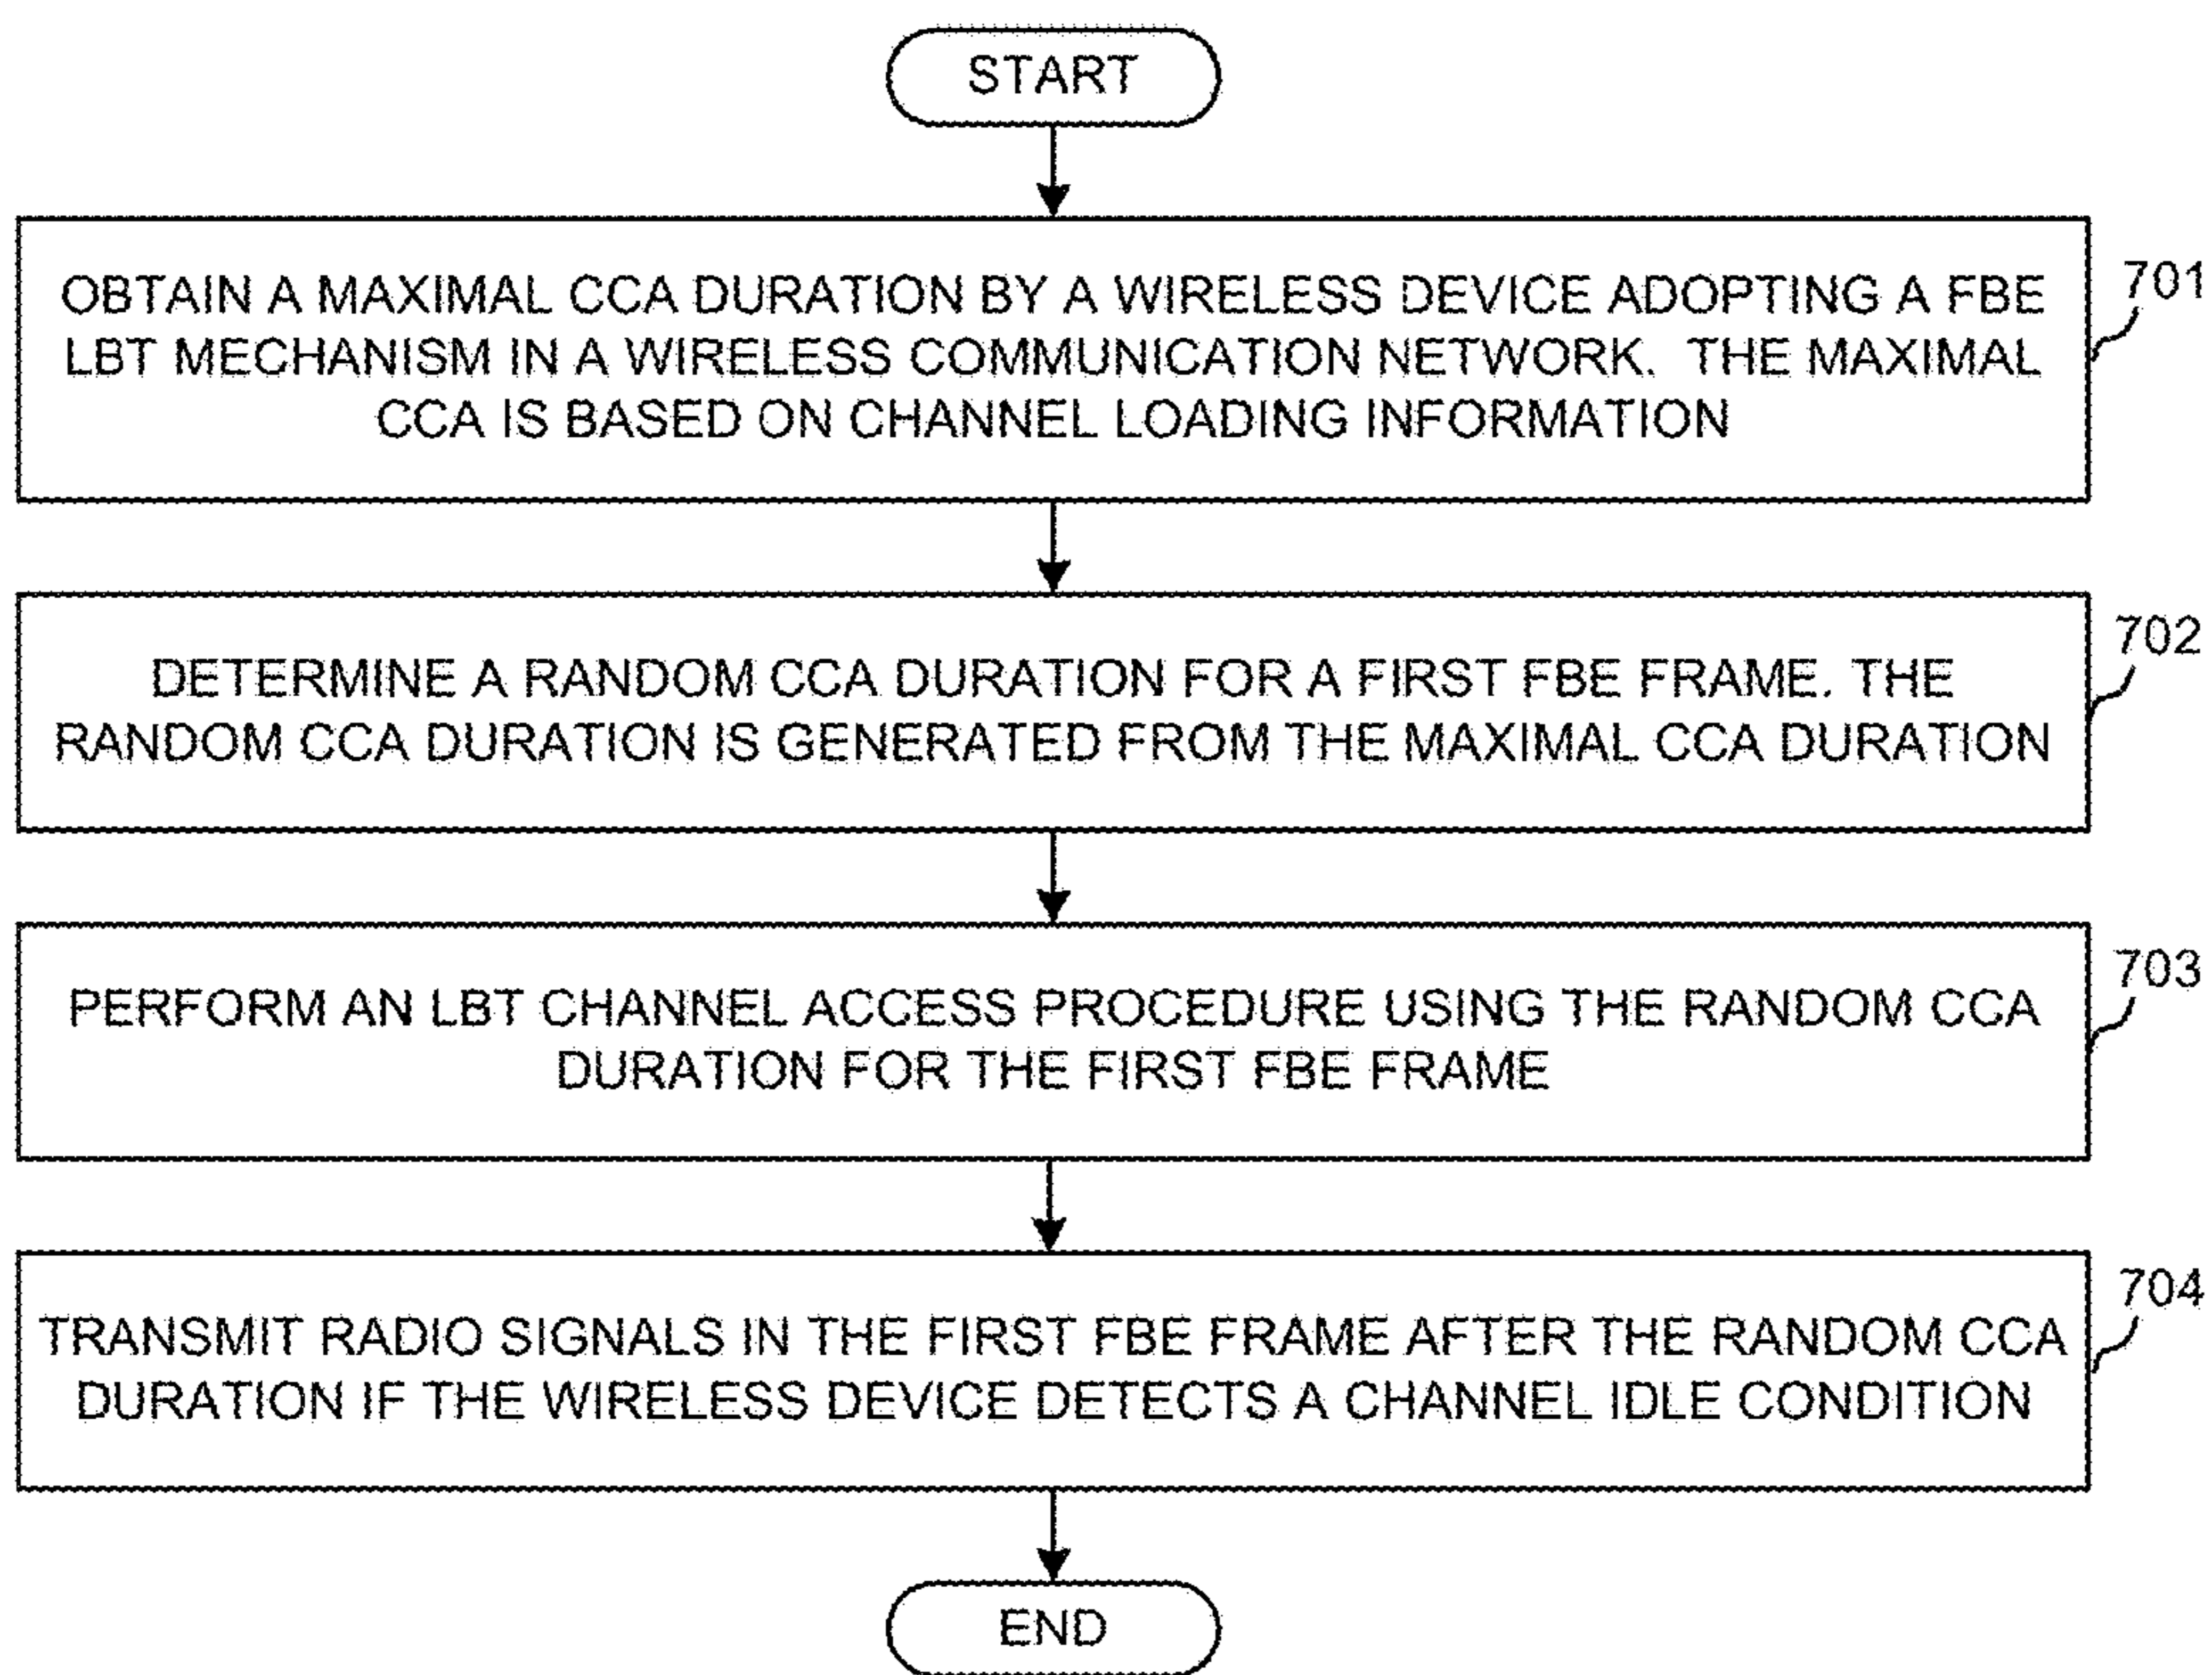 START
OBTAIN A MAXIMAL CCA DURATION BY A WIRELESS DEVICE ADOPTING A FBE
LBT MECHANISM IN A WIRELESS COMMUNICATION NETWORK. THE MAXIMAL
CCA IS BASED ON CHANNEL LOADING INFORMATION
701
DETERMINE A RANDOM CCA DURATION FOR A FIRST FBE FRAME. THE
RANDOM CCA DURATION IS GENERATED FROM THE MAXIMAL CCA DURATION
702
PERFORM AN LBT CHANNEL ACCESS PROCEDURE USING THE RANDOM CCA
DURATION FOR THE FIRST FBE FRAME
703
TRANSMIT RADIO SIGNALS IN THE FIRST FBE FRAME AFTER THE RANDOM CCA
DURATION IF THE WIRELESS DEVICE DETECTS A CHANNEL IDLE CONDITION
704
END